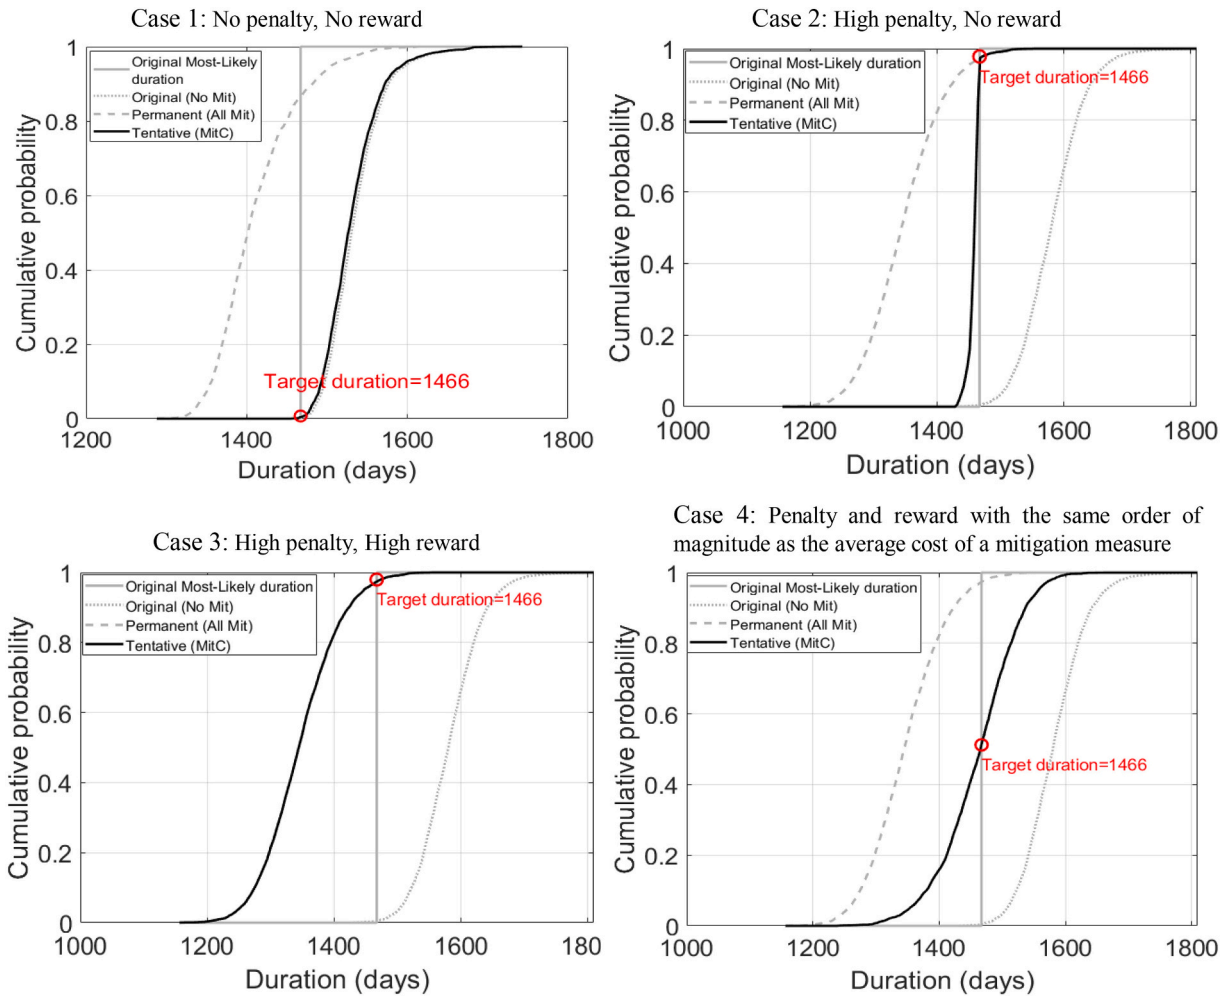 Case 1: No penalty, No reward
1
0.8
0.6
0.4
0.2
0
Cumulative probability
Original Most-Likely
duration
Original (No Mit)
Permanent (All Mit)
Tentative (MitC)
Target duration=1466
1200
1400
1600
1800
Duration (days)
Case 2: High penalty, No reward
1
0.8
0.6
0.4
0.2
0
Cumulative probability
Original Most-Likely duration
Original (No Mit)
Permanent (All Mit)
Tentative (MitC)
Target duration=1466
1000
1200
1400
1600
1800
Duration (days)
Case 3: High penalty, High reward
1
0.8
0.6
0.4
0.2
0
Cumulative probability
Original Most-Likely duration
Original (No Mit)
Permanent (All Mit)
Tentative (MitC)
Target duration=1466
1000
1200
1400
1600
1800
Duration (days)
Case 4: Penalty and reward with the same order of
magnitude as the average cost of a mitigation measure
1
0.8
0.6
0.4
0.2
0
Cumulative probability
Original Most-Likely duration
Original (No Mit)
Permanent (All Mit)
Tentative (MitC)
Target duration=1466
1000
1200
1400
1600
1800
Duration (days)